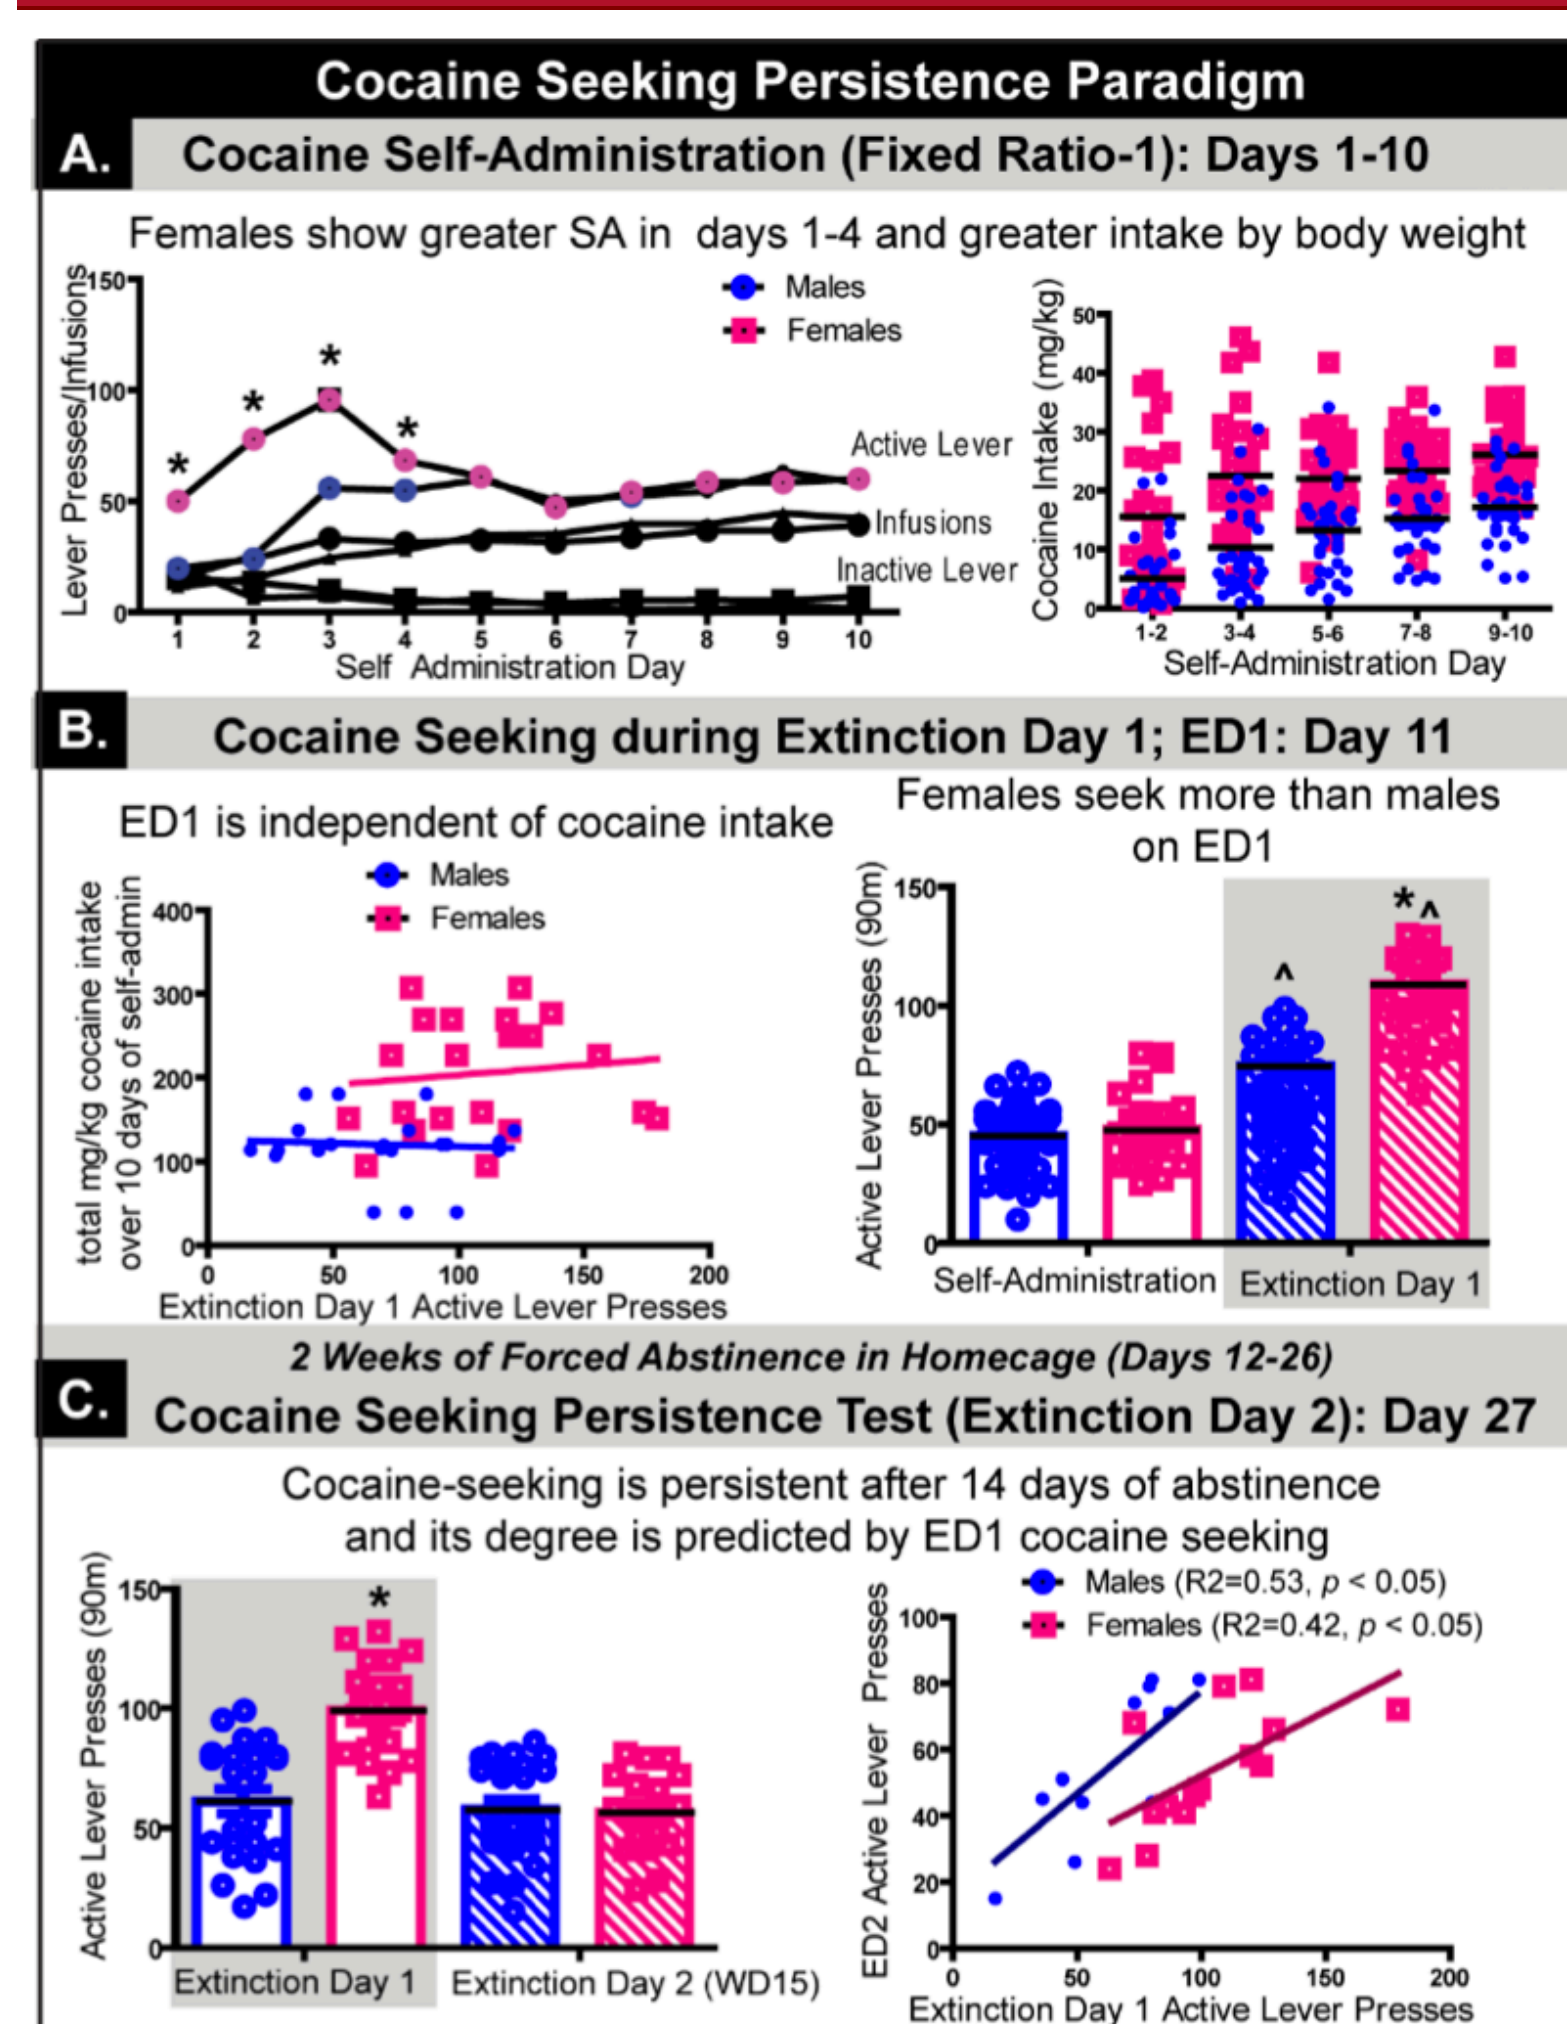 Cocaine Seeking Persistence Paradigm
A.
Cocaine Self-Administration (Fixed Ratio-1): Days 1-10
Females show greater SA in days 1-4 and greater intake by body weight
Lever Presses/Infusions
150
100
50
0
*
*
*
*
Males
Females
Active Lever
Infusions
Inactive Lever
1 2 3 4 5 6 7 8 9 10
Self Administration Day
Cocaine Intake (mg/kg)
50
40
30
20
10
0
1-2 3-4 5-6 7-8 9-10
Self-Administration Day
B.
Cocaine Seeking during Extinction Day 1; ED1: Day 11
ED1 is independent of cocaine intake
Males
Females
total mg/kg cocaine intake
over 10 days of self-admin
400
300
200
100
0
0 50 100 150 200
Extinction Day 1 Active Lever Presses
Females seek more than males
on ED1
Active Lever Presses (90m)
150
100
50
0
^
*^
Self-Administration
Extinction Day 1
2 Weeks of Forced Abstinence in Homecage (Days 12-26)
C.
Cocaine Seeking Persistence Test (Extinction Day 2): Day 27
Cocaine-seeking is persistent after 14 days of abstinence
and its degree is predicted by ED1 cocaine seeking
Active Lever Presses (90m)
150
100
50
0
*
Extinction Day 1
Extinction Day 2 (WD15)
Males (R2=0.53, p < 0.05)
Females (R2=0.42, p < 0.05)
ED2 Active Lever Presses
100
80
60
40
20
0
0 50 100 150 200
Extinction Day 1 Active Lever Presses